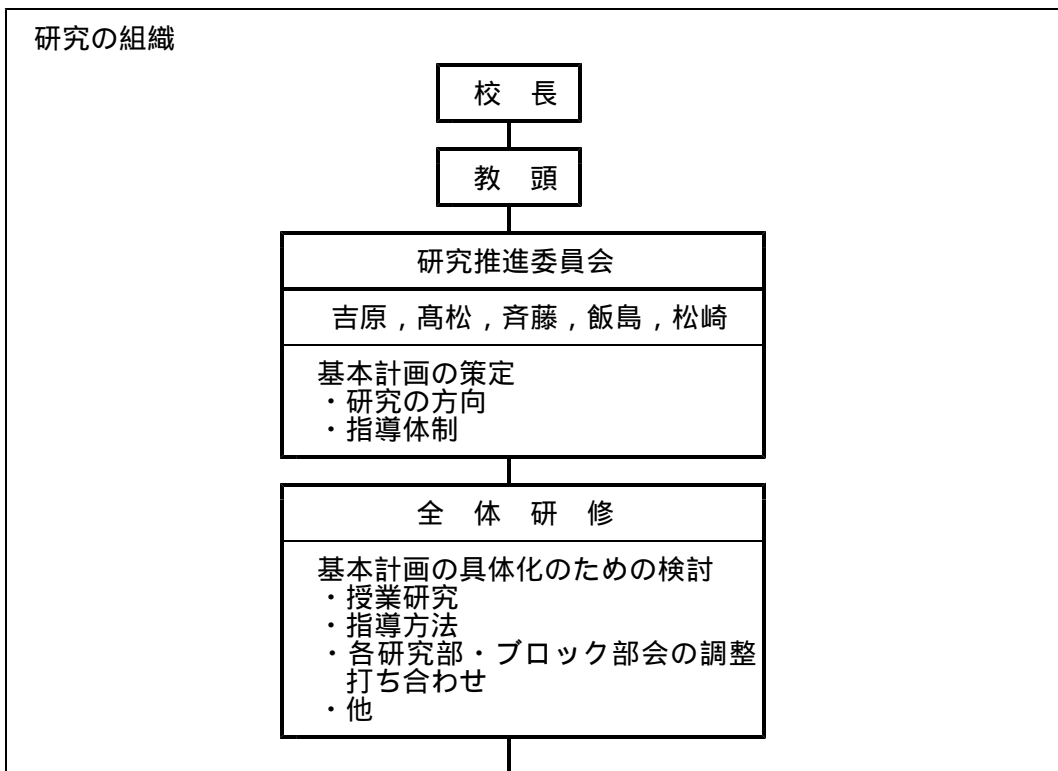 研究の組織
校　長
教　頭
研究推進委員会
吉原，髙松，斉藤，飯島，松崎
基本計画の策定
・研究の方向
・指導体制
全　体　研　修
基本計画の具体化のための検討
・授業研究
・指導方法
・各研究部・ブロック部会の調整
打ち合わせ
・他